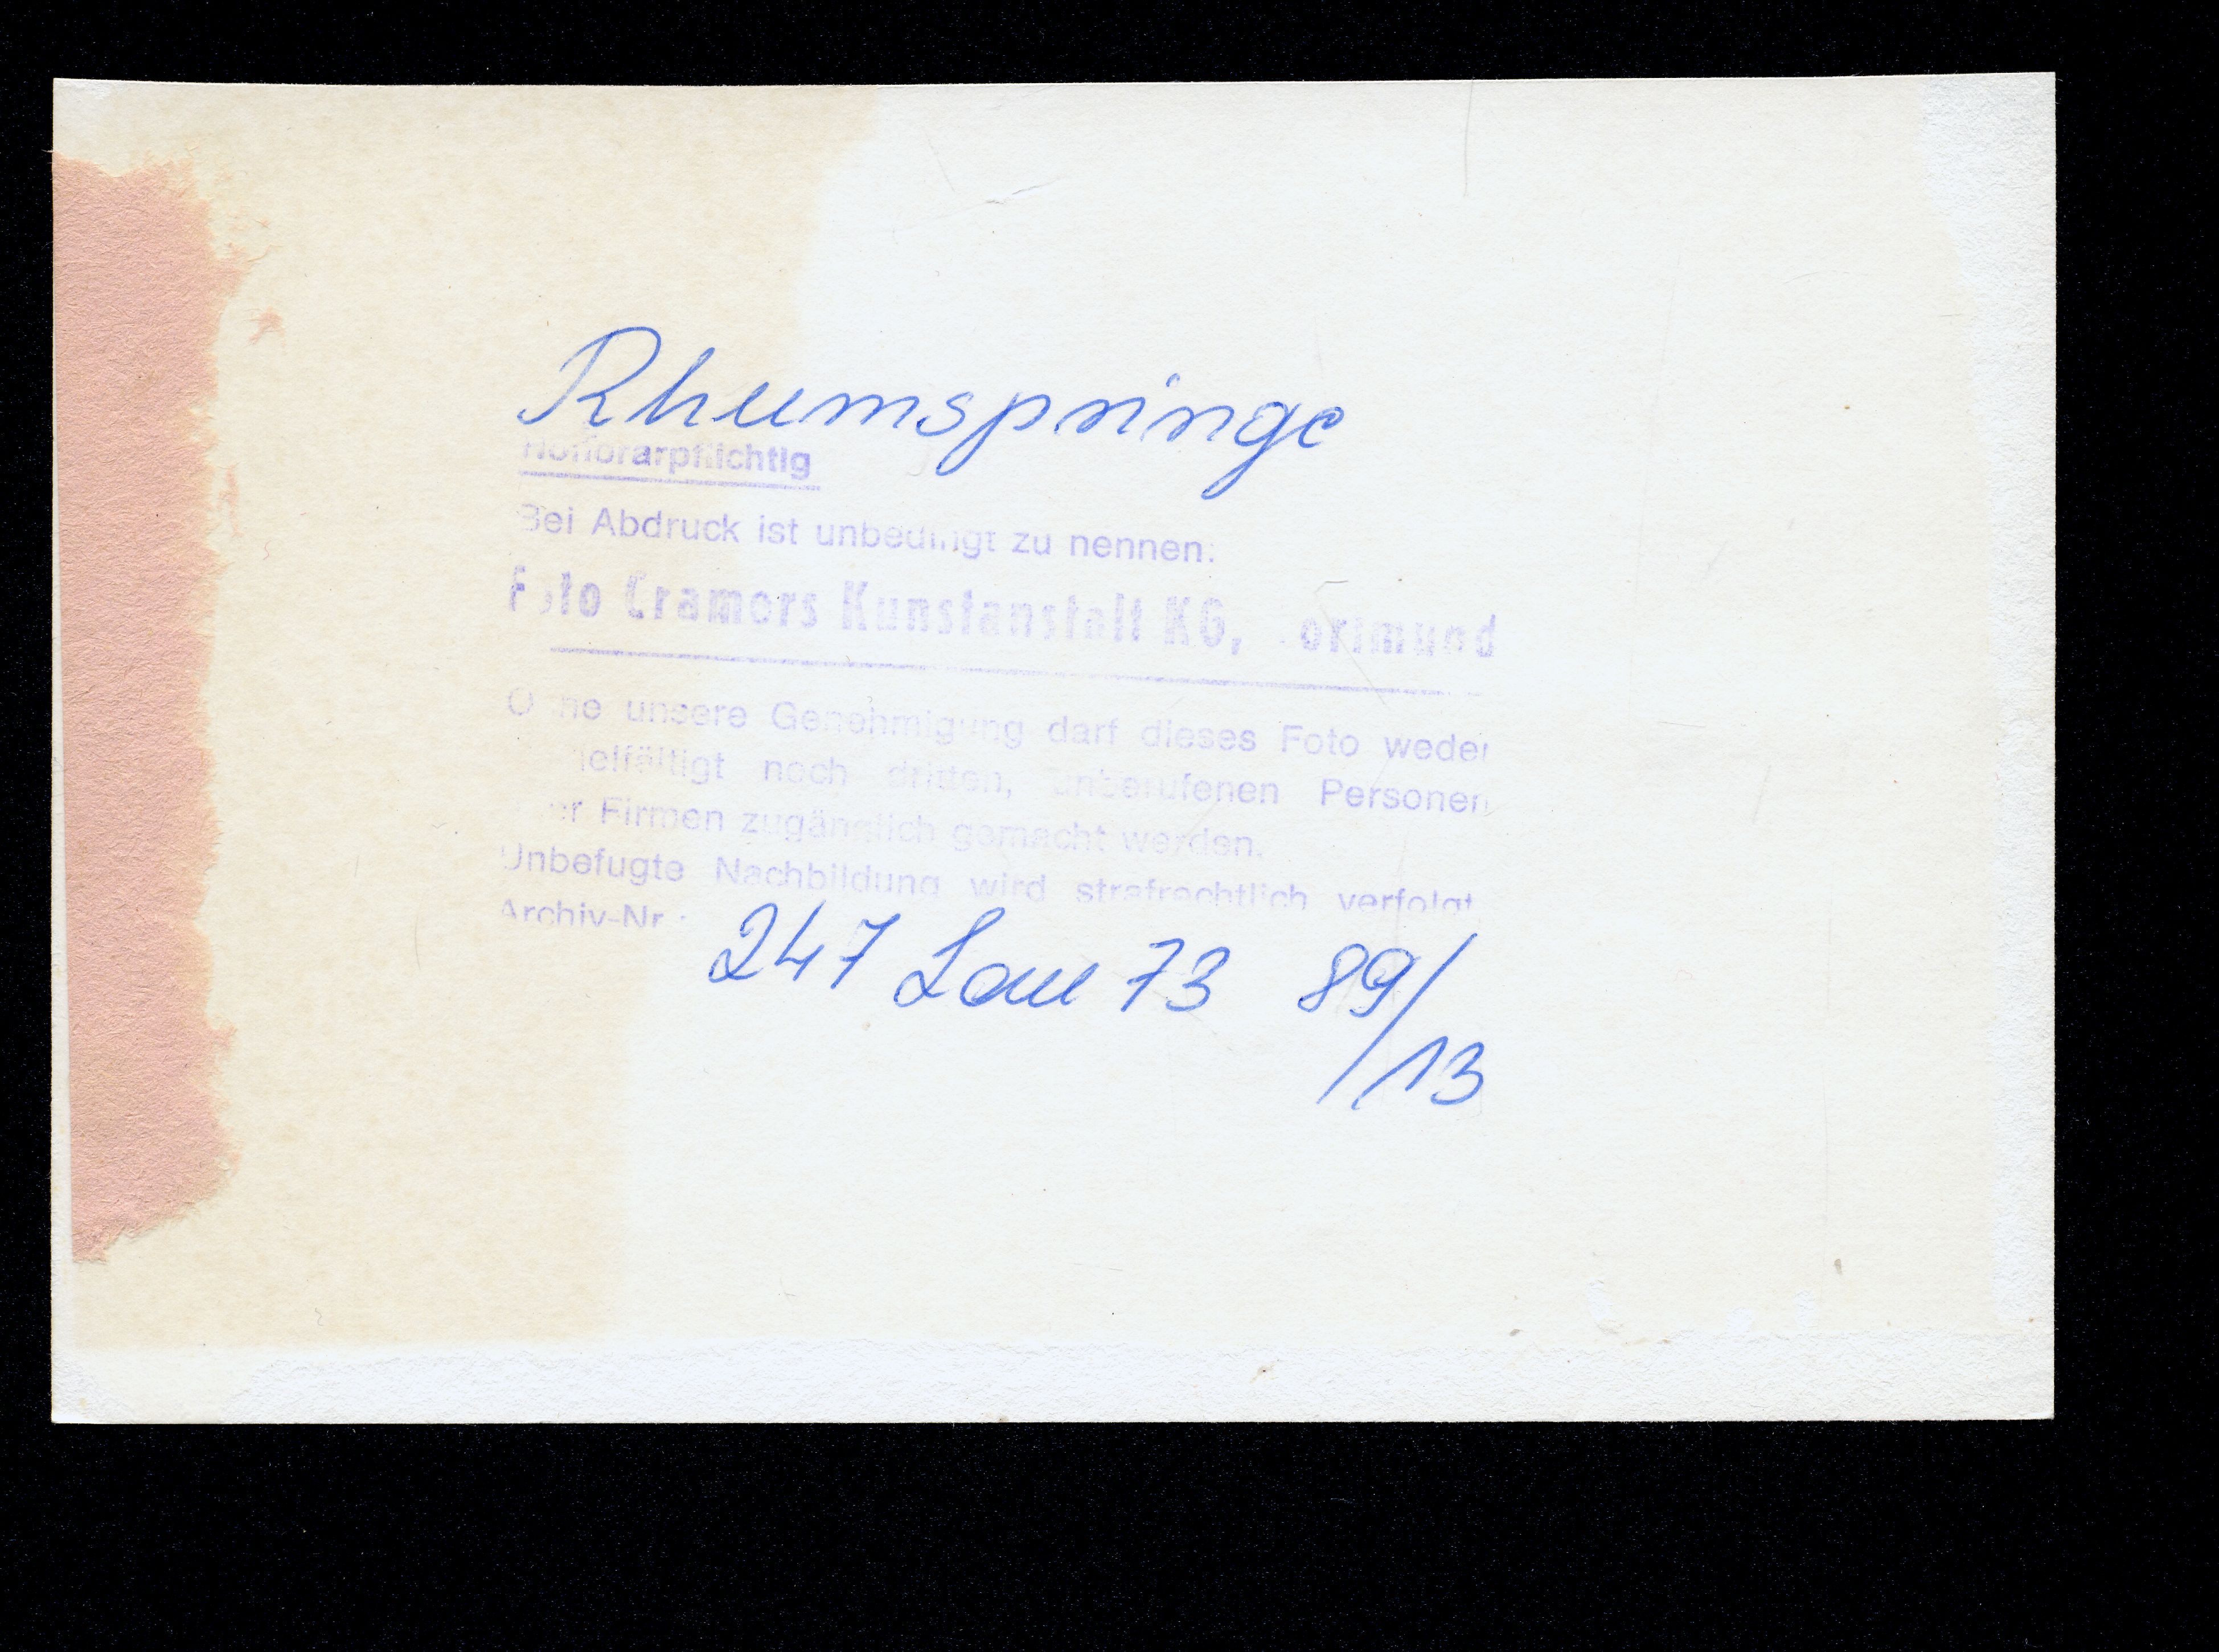 Rhumspringe
Honorarpflichtig
Bei Abdruck ist unbedingt zu nennen:
Foto Cramers Kunstanstalt KG, Dortmund
Ohne unsere Genehmigung darf dieses Foto weder
vervielfältigt noch dritten, unberufenen Personen
oder Firmen zugänglich gemacht werden.
Unbefugte Nachbildung wird strafrechtlich verfolgt.
Archiv-Nr.:
247 Lau 73 89/
/13